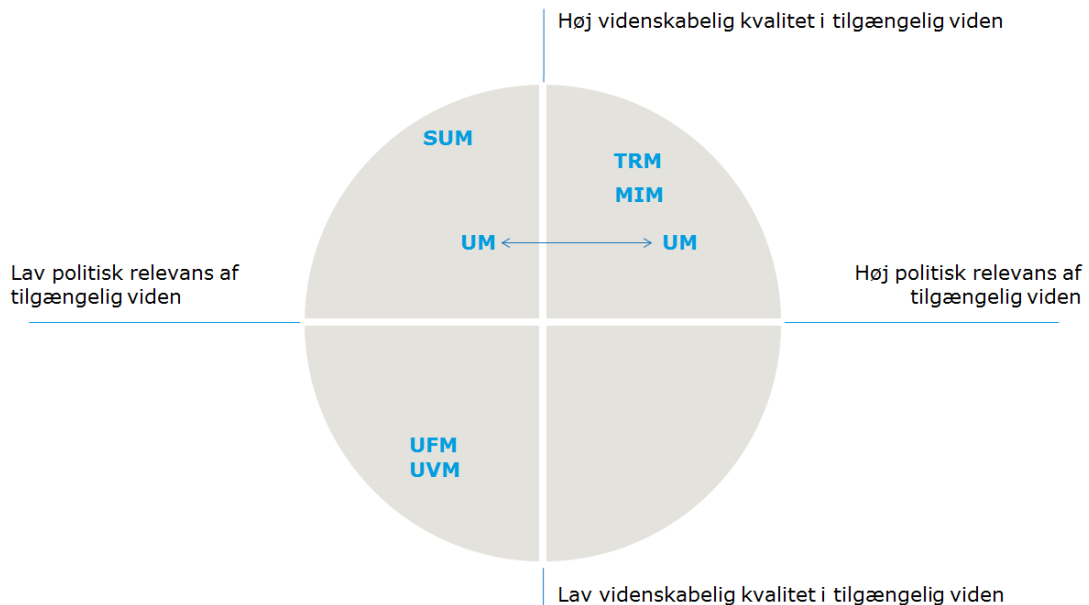 Høj videnskabelig kvalitet i tilgængelig viden
SUM
TRM
MIM
UM
UM
Lav politisk relevans af
tilgængelig viden
Høj politisk relevans af
tilgængelig viden
UFM
UVM
Lav videnskabelig kvalitet i tilgængelig viden